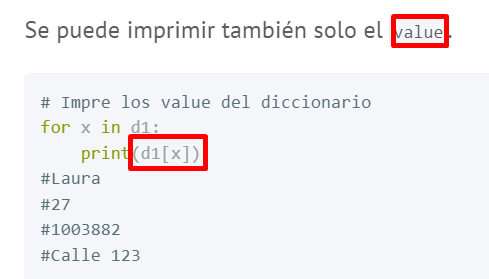 Se puede imprimir también solo el value.
# Impre los value del diccionario
for x in d1:
    print(d1[x])
#Laura
#27
#1003882
#Calle 123